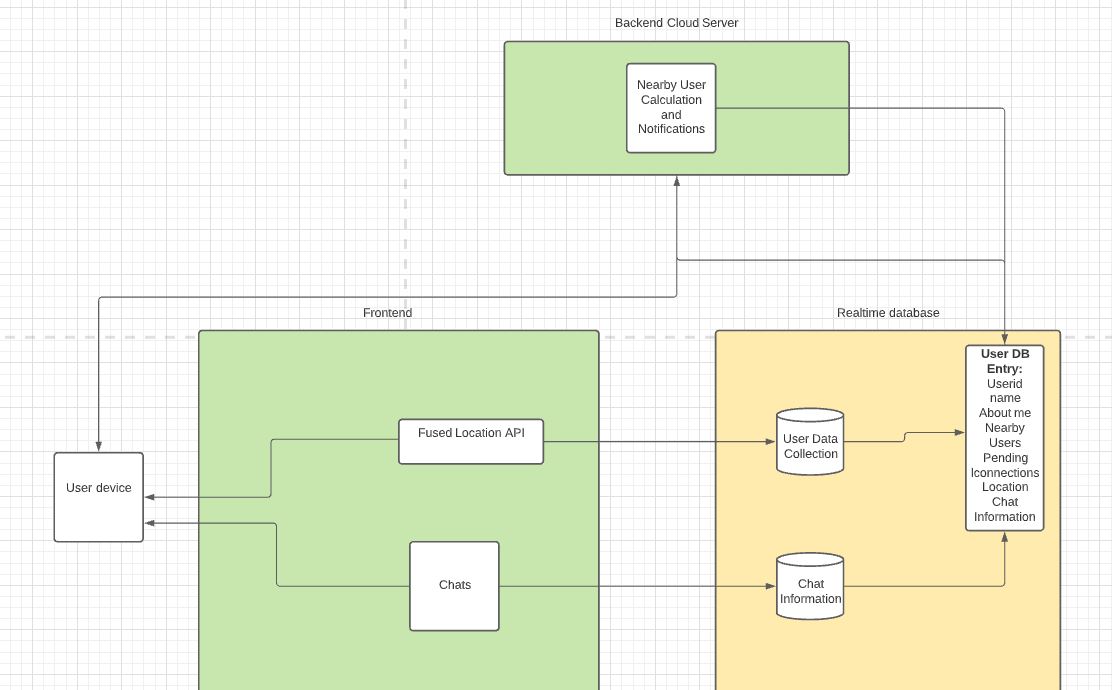 Backend Cloud Server
Nearby User
Calculation
and
Notifications
Frontend
Realtime database
User DB
Entry:
Userid
name
About me
Nearby
Users
Pending
Iconnections
Location
Chat
Information
Fused Location API
User Data
Collection
User device
Chats
Chat
Information